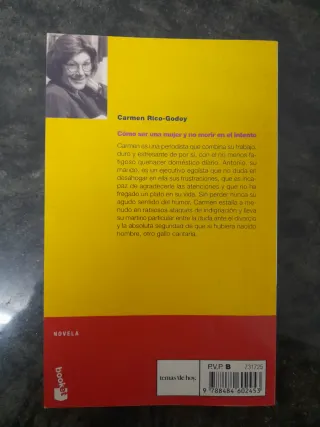 Carmen Rico-Godoy
Cómo ser una mujer y no morir en el intento
Carmen es una periodista que combina su trabajo,
duro y estresante de por sí, con el no menos fa-
tigoso quehacer doméstico diario. Antonio, su
marido, es un ejecutivo egoísta que no duda en
desahogar en ella sus frustraciones, que es inca-
paz de agradecerle las atenciones y que no ha
fregado un plato en su vida. Sin perder nunca su
agudo sentido del humor, Carmen estalla a me-
nudo en rabiosos ataques de indignación y lleva
su martirio particular entre la duda ante el divorcio
y la absoluta seguridad de que si hubiera nacido
hombre, otro gallo cantaría.
NOVELA
booket
temas de hoy.
P.V.P. B
731725
9 788484 602453